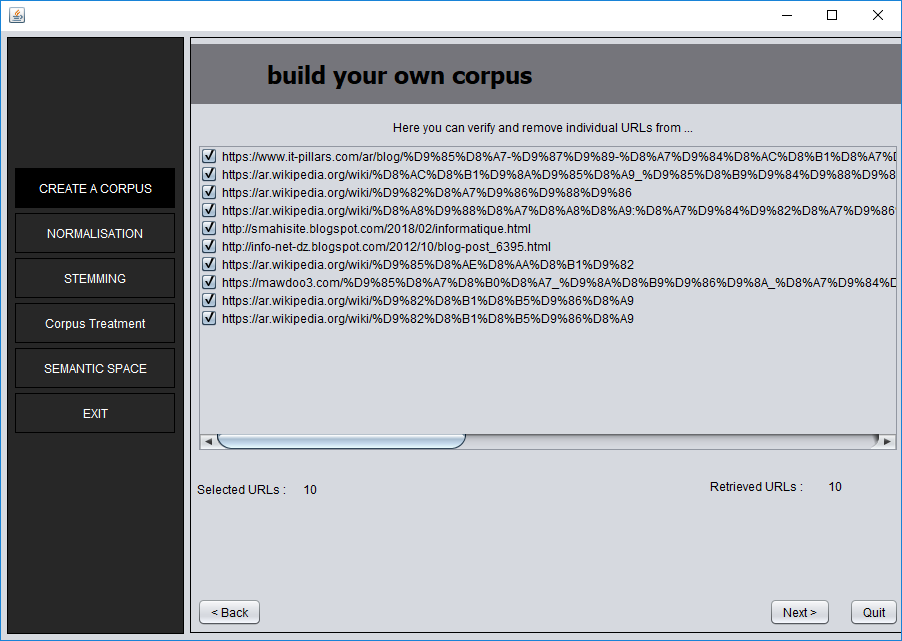 build your own corpus
Here you can verify and remove individual URLs from ...
https://www.it-pillars.com/ar/blog/%D9%85%D8%A7-%D9%87%D9%89-%D8%A7%D9%84%D8%AC%D8%B1%D8%A7%D
https://ar.wikipedia.org/wiki/%D8%AC%D8%B1%D9%8A%D9%85%D8%A9_%D9%85%D8%B9%D9%84%D9%88%D9%8
https://ar.wikipedia.org/wiki/%D9%82%D8%A7%D9%86%D9%88%D9%86
https://ar.wikipedia.org/wiki/%D8%A8%D9%88%D8%A7%D8%A8%D8%A9:%D8%A7%D9%84%D9%82%D8%A7%D9%86
http://smahisite.blogspot.com/2018/02/informatique.html
http://info-net-dz.blogspot.com/2012/10/blog-post_6395.html
https://ar.wikipedia.org/wiki/%D9%85%D8%AE%D8%AA%D8%B1%D9%82
https://mawdoo3.com/%D9%85%D8%A7%D8%B0%D8%A7_%D9%8A%D8%B9%D9%86%D9%8A_%D8%A7%D9%84%D
https://ar.wikipedia.org/wiki/%D9%82%D8%B1%D8%B5%D9%86%D8%A9
https://ar.wikipedia.org/wiki/%D9%82%D8%B1%D8%B5%D9%86%D8%A9
CREATE A CORPUS
NORMALISATION
STEMMING
Corpus Treatment
SEMANTIC SPACE
EXIT
Selected URLs : 10
Retrieved URLs : 10
< Back
Next >
Quit